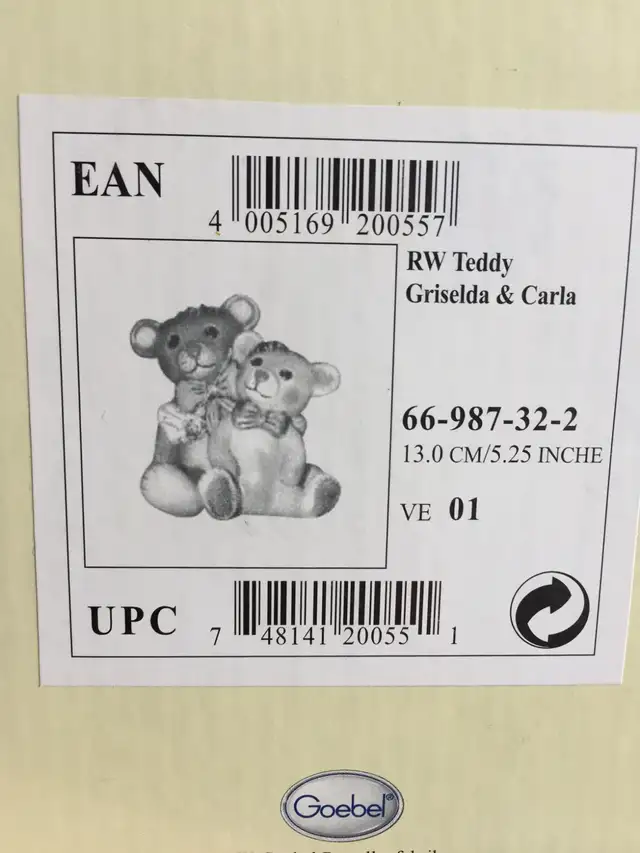 EAN
4 005169 200557
RW Teddy
Griselda & Carla
66-987-32-2
13.0 CM/5.25 INCHE
VE 01
UPC
7 48141 20055 1
Goebel®